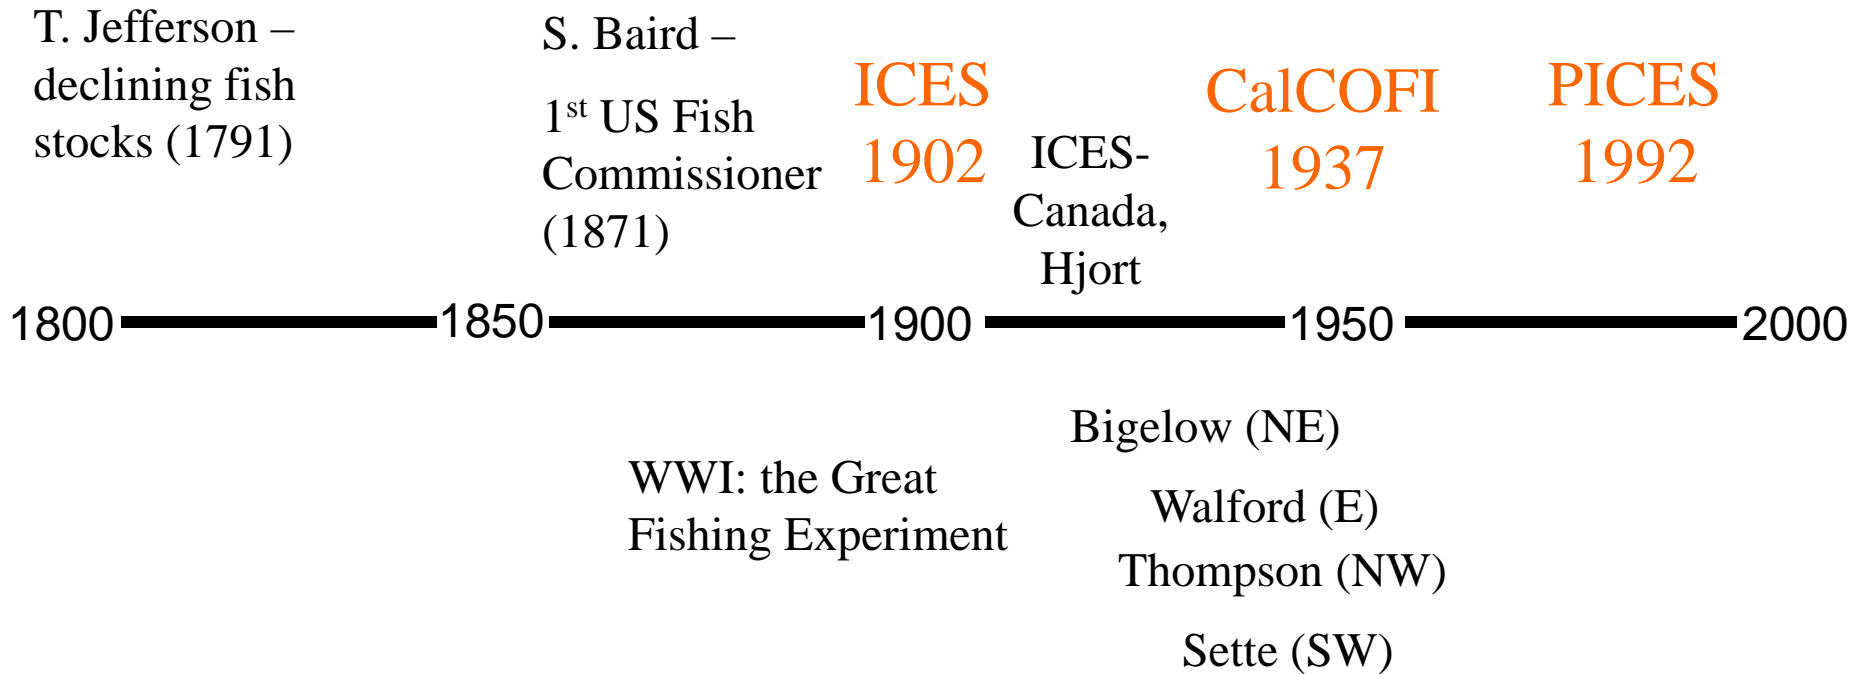 T. Jefferson –
declining fish
stocks (1791)
S. Baird –
1st US Fish
Commissioner
(1871)
ICES
1902
ICES-
Canada,
Hjort
CalCOFI
1937
PICES
1992
1800
1850
1900
1950
2000
WWI: the Great
Fishing Experiment
Bigelow (NE)
Walford (E)
Thompson (NW)
Sette (SW)